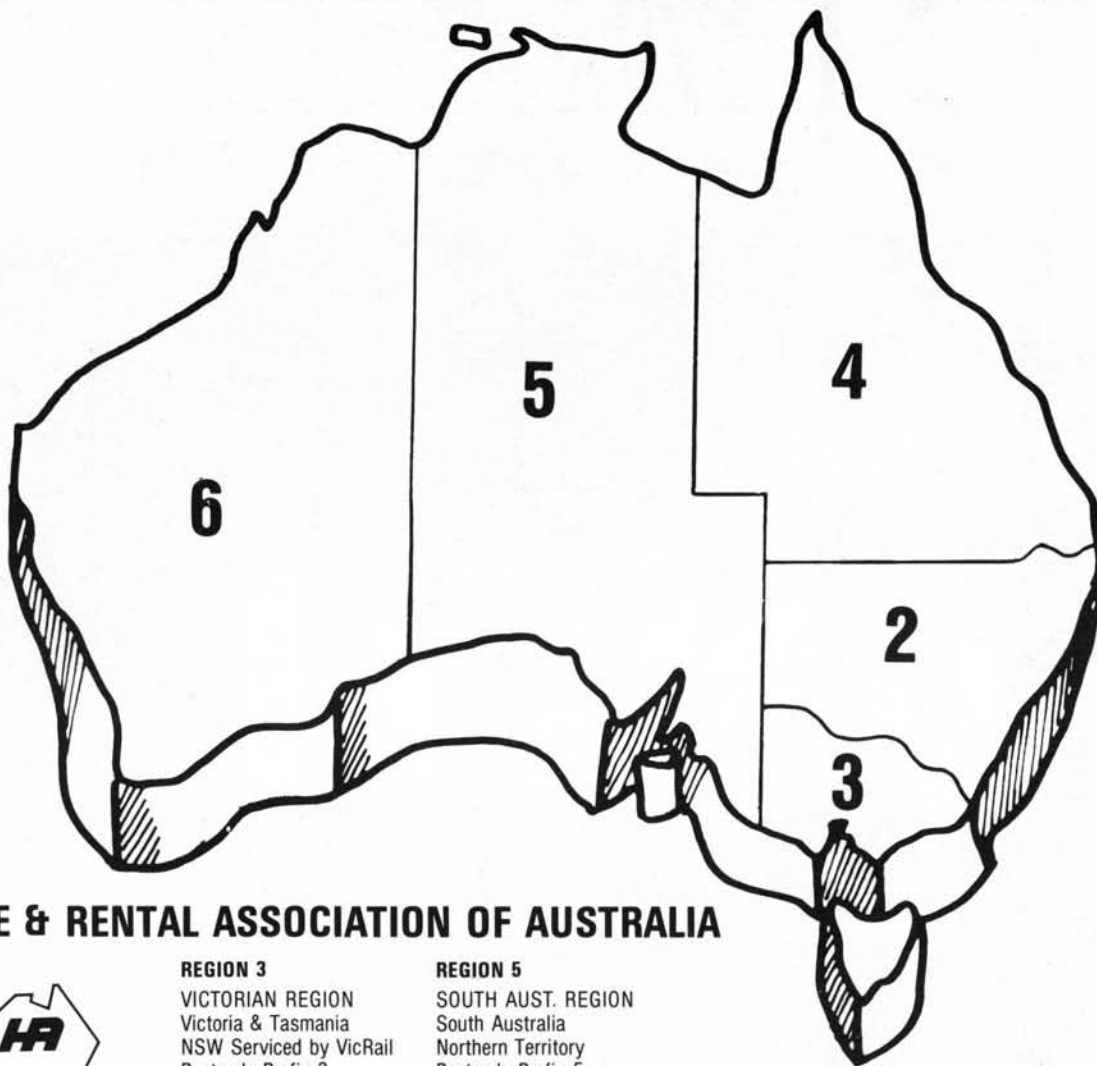 5
4
6
2
3
& RENTAL ASSOCIATION OF AUSTRALIA
HA
REGION 3
VICTORIAN REGION
Victoria & Tasmania
NSW Serviced by VicRail
REGION 5
SOUTH AUST. REGION
South Australia
Northern Territory